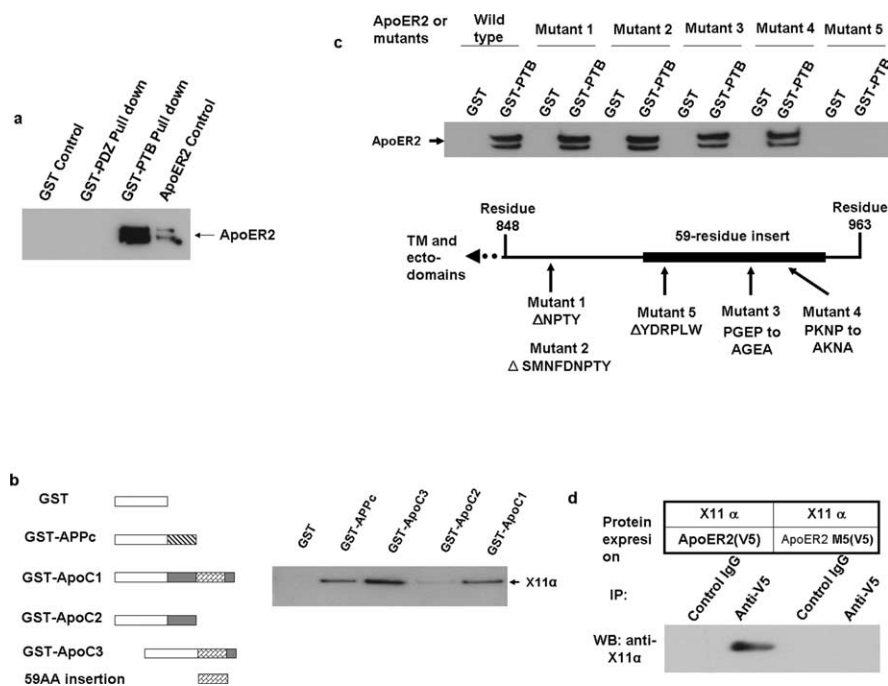 a
GST Control
GST-PDZ Pull down
GST-PTB Pull down
ApoER2 Control
ApoER2
c
ApoER2 or
mutants
Wild
type
Mutant 1
Mutant 2
Mutant 3
Mutant 4
Mutant 5
GST
GST-PTB
GST
GST-PTB
GST
GST-PTB
GST
GST-PTB
GST
GST-PTB
GST
GST-PTB
ApoER2
Residue
848
59-residue insert
Residue
963
TM and
ecto-
domains
Mutant 1
ΔNPTY
Mutant 2
Δ SMNFDNPTY
Mutant 5
ΔYDRPLW
Mutant 3
PGEP to
AGEA
Mutant 4
PKNP to
AKNA
b
GST
GST-APPc
GST-ApoC1
GST-ApoC2
GST-ApoC3
59AA insertion
GST
GST-APPc
GST-ApoC3
GST-ApoC2
GST-ApoC1
X11α
d
Protein
expresi
on
X11 α
X11 α
ApoER2(V5)
ApoER2 M5(V5)
IP:
Control IgG
Anti-V5
Control IgG
Anti-V5
WB: anti-
X11α